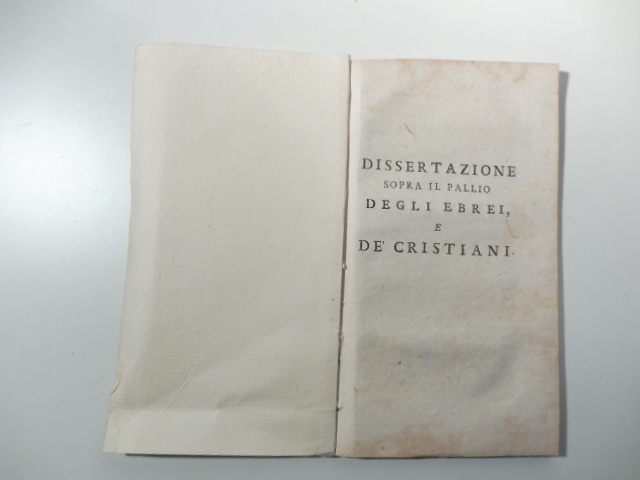 DISSERTAZIONE
SOPRA IL PALLIO
DEGLI EBREI,
E
DE' CRISTIANI.